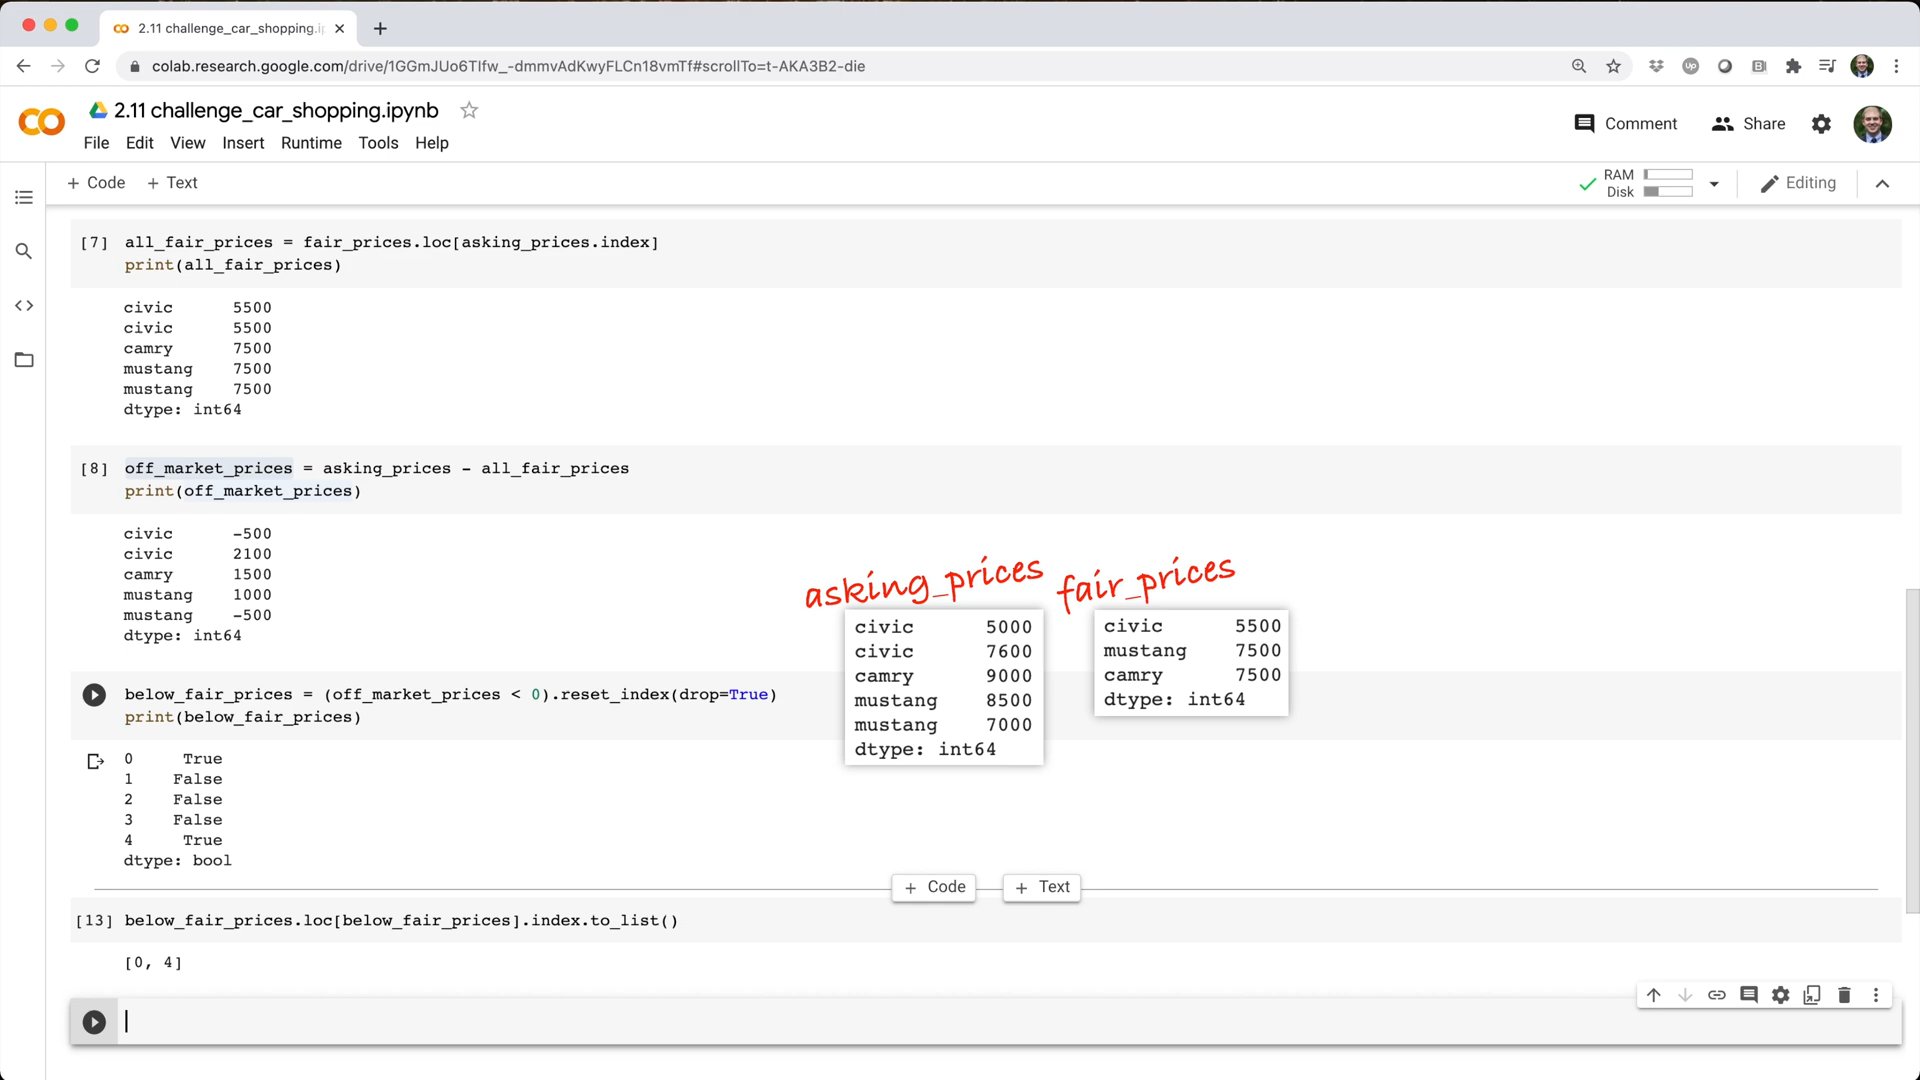 2.11 challenge_car_shopping.i
colab.research.google.com/drive/1GGmJUo6TIfw_-dmmvAdKwyFLCn18vmTf#scrollTo=t-AKA3B2-die
2.11 challenge_car_shopping.ipynb
Comment Share
File Edit View Insert Runtime Tools Help
+ Code + Text
RAM
Disk
Editing
[7] all_fair_prices = fair_prices.loc[asking_prices.index]
print(all_fair_prices)
civic 5500
civic 5500
camry 7500
mustang 7500
mustang 7500
dtype: int64
[8] off_market_prices = asking_prices - all_fair_prices
print(off_market_prices)
civic -500
civic 2100
camry 1500
mustang 1000
mustang -500
dtype: int64
asking_prices
civic 5000
civic 7600
camry 9000
mustang 8500
mustang 7000
dtype: int64
fair_prices
civic 5500
mustang 7500
camry 7500
dtype: int64
below_fair_prices = (off_market_prices < 0).reset_index(drop=True)
print(below_fair_prices)
0 True
1 False
2 False
3 False
4 True
dtype: bool
+ Code + Text
[13] below_fair_prices.loc[below_fair_prices].index.to_list()
[0, 4]